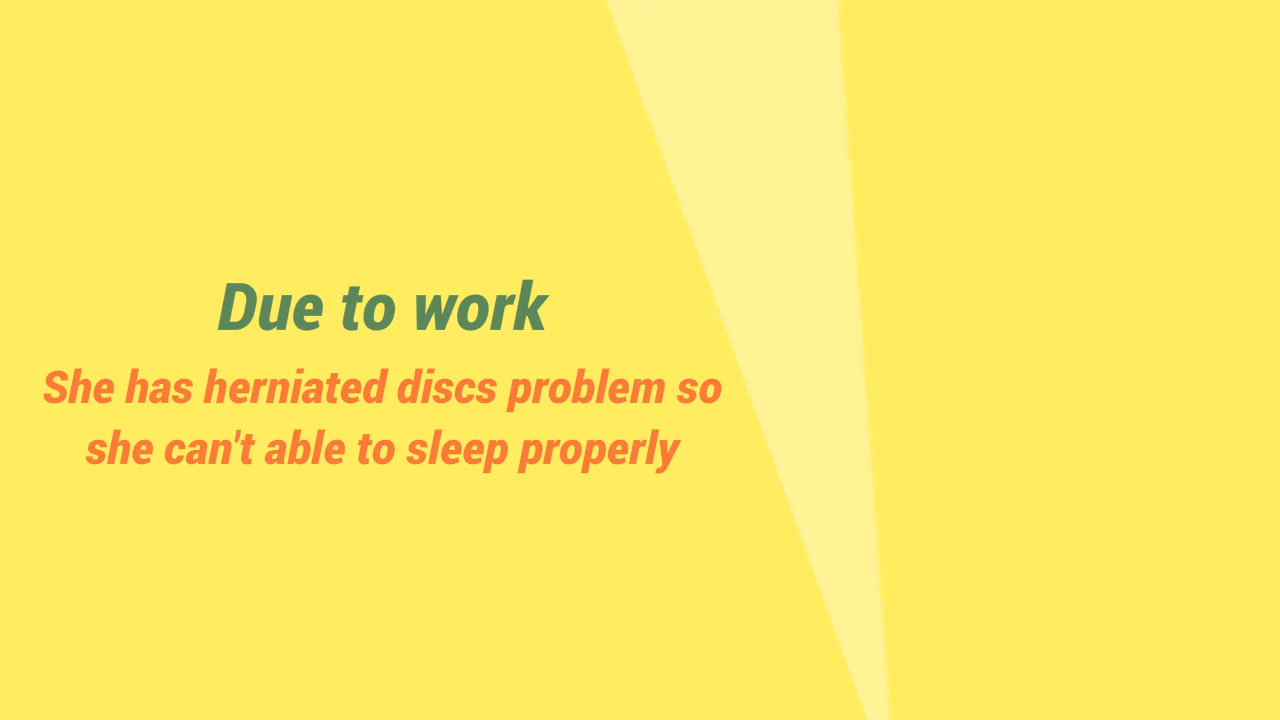 Due to work
She has herniated discs problem so
she can't able to sleep properly